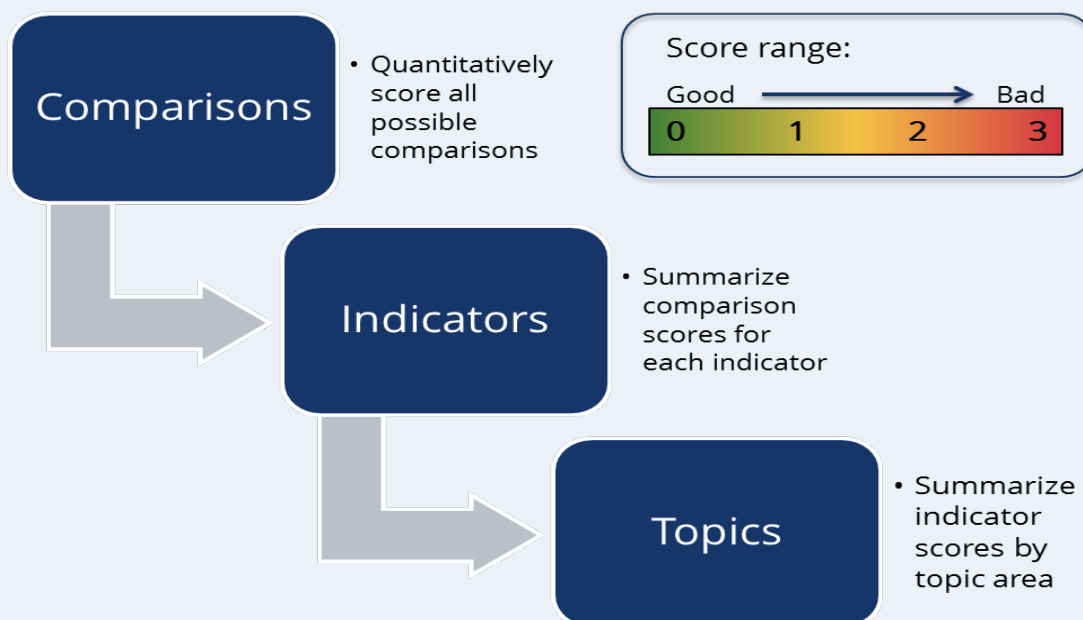 Comparisons
• Quantitatively
score all
possible
comparisons
Score range:
Good Bad
0 1 2 3
Indicators
• Summarize
comparison
scores for
each indicator
Topics
• Summarize
indicator
scores by
topic area